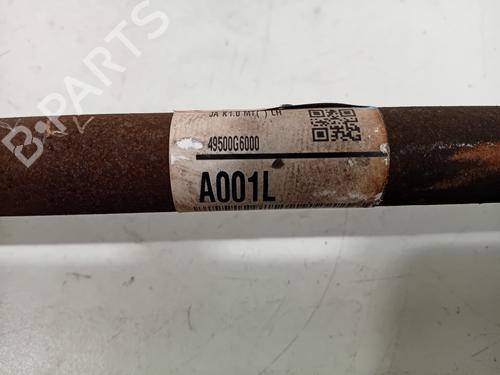 B-PARTS
JA K1.0 MT( ) LH
49500G6000
A001L